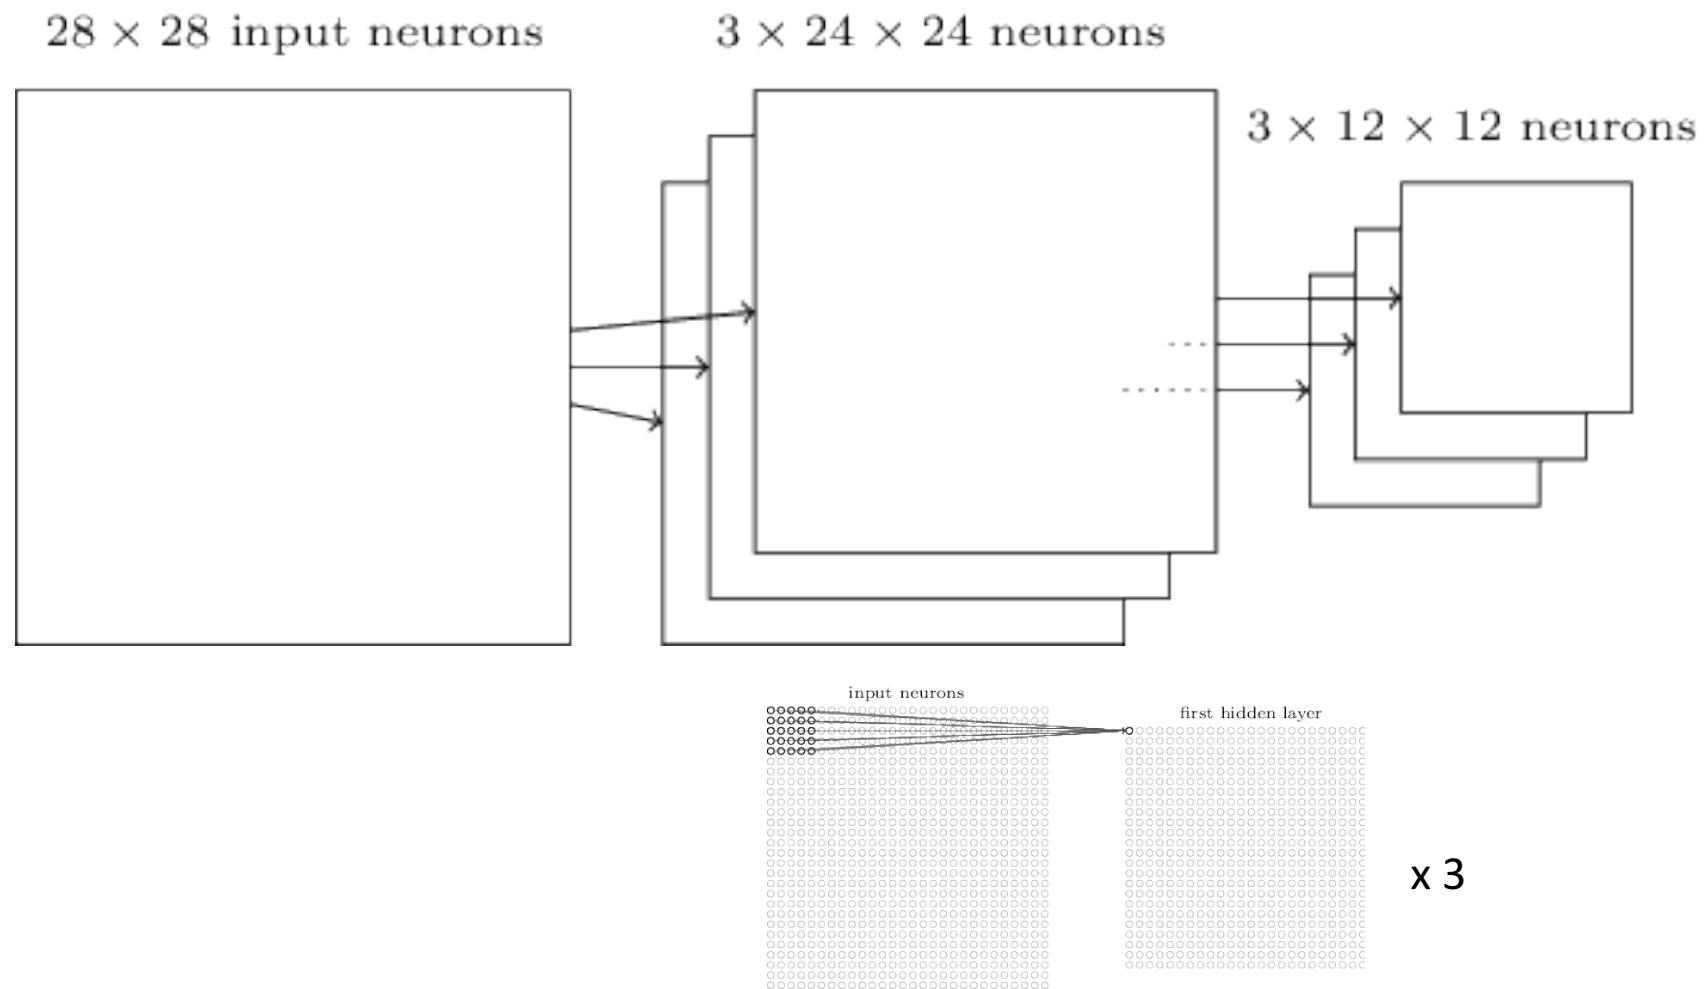 28 × 28 input neurons
3 × 24 × 24 neurons
3 × 12 × 12 neurons
input neurons
first hidden layer
x 3